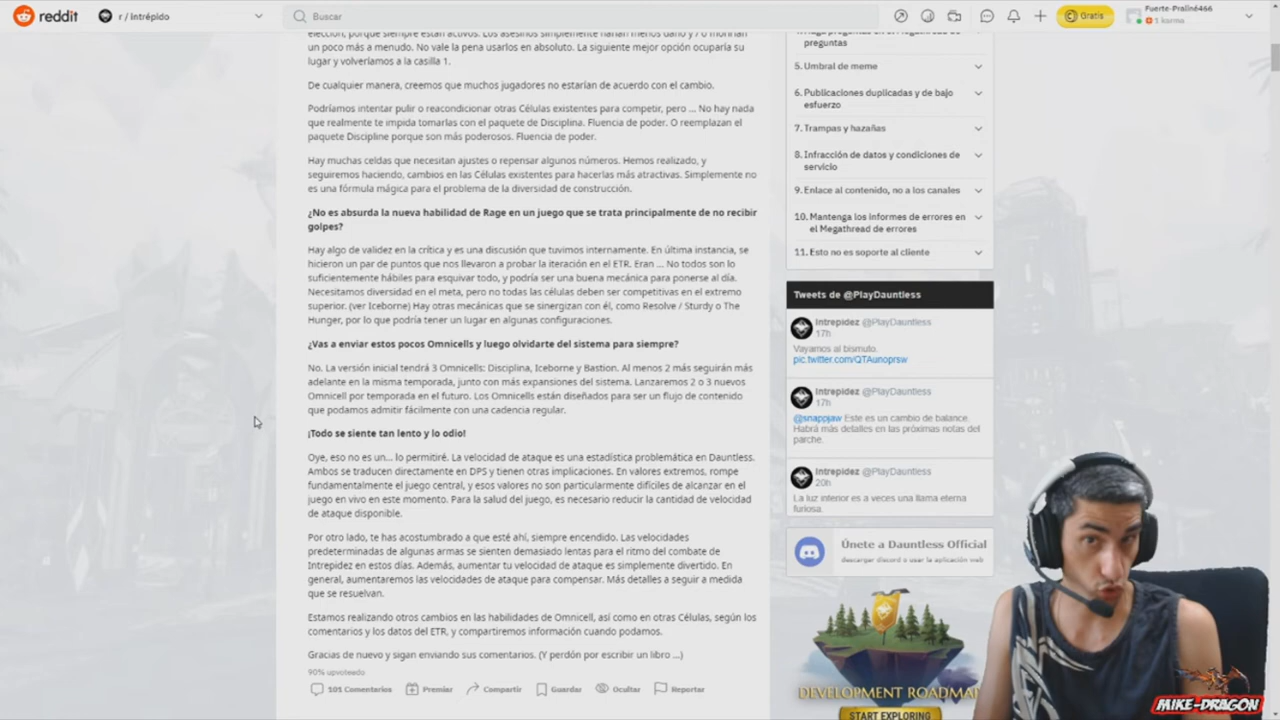 reddit
r / Intrépido
Buscar
Gratis
Fuerte-Praliné6466
1 karma
elección, porque siempre están activos. Los asesinos simplemente harían menos daño y / o morirían
un poco más a menudo. No vale la pena usarlos en absoluto. La siguiente mejor opción ocuparía su
lugar y volveríamos a la casilla 1.
De cualquier manera, creemos que muchos jugadores no estarían de acuerdo con el cambio.
Podríamos intentar pulir o reacondicionar otras Células existentes para competir, pero ... No hay nada
que realmente te impida tomarlas con el paquete de Disciplina. Fluencia de poder. O reemplazan el
paquete Discipline porque son más poderosos. Fluencia de poder.
Hay muchas celdas que necesitan ajustes o repensar algunos números. Hemos realizado, y
seguiremos haciendo, cambios en las Células existentes para hacerlas más atractivas. Simplemente no
es una fórmula mágica para el problema de la diversidad de construcción.
¿No es absurda la nueva habilidad de Rage en un juego que se trata principalmente de no recibir
golpes?
Hay algo de validez en la crítica y es una discusión que tuvimos internamente. En última instancia, se
hicieron un par de puntos que nos llevaron a probar la iteración en el ETR. Eran ... No todos son lo
suficientemente hábiles para esquivar todo, y podría ser una buena mecánica para ponerse al día.
Necesitamos diversidad en el meta, pero no todas las células deben ser competitivas en el extremo
superior. (ver Iceborne) Hay otras mecánicas que se sinergizan con él, como Resolve / Sturdy o The
Hunger, por lo que podría tener un lugar en algunas configuraciones.
¿Vas a enviar estos pocos Omnicells y luego olvidarte del sistema para siempre?
No. La versión inicial tendrá 3 Omnicells: Disciplina, Iceborne y Bastion. Al menos 2 más seguirán más
adelante en la misma temporada, junto con más expansiones del sistema. Lanzaremos 2 o 3 nuevos
Omnicell por temporada en el futuro. Los Omnicells están diseñados para ser un flujo de contenido
que podamos admitir fácilmente con una cadencia regular.
¡Todo se siente tan lento y lo odio!
Oye, eso no es un... lo permitiré. La velocidad de ataque es una estadística problemática en Dauntless.
Ambos se traducen directamente en DPS y tienen otras implicaciones. En valores extremos, rompe
fundamentalmente el juego central, y esos valores no son particularmente difíciles de alcanzar en el
juego en vivo en este momento. Para la salud del juego, es necesario reducir la cantidad de velocidad
de ataque disponible.
Por otro lado, te has acostumbrado a que esté ahí, siempre encendido. Las velocidades
predeterminadas de algunas armas se sienten demasiado lentas para el ritmo del combate de
Intrepidez en estos días. Además, aumentar tu velocidad de ataque es simplemente divertido. En
general, aumentaremos las velocidades de ataque para compensar. Más detalles a seguir a medida
que se resuelvan.
Estamos realizando otros cambios en las habilidades de Omnicell, así como en otras Células, según los
comentarios y los datos del ETR, y compartiremos información cuando podamos.
Gracias de nuevo y sigan enviando sus comentarios. (Y perdón por escribir un libro ...)
90% upvoteado
101 Comentarios
Premiar
Compartir
Guardar
Ocultar
Reportar
preguntas
5. Umbral de meme
6. Publicaciones duplicadas y de bajo
esfuerzo
7. Trampas y hazañas
8. Infracción de datos y condiciones de
servicio
9. Enlace al contenido, no a los canales
10. Mantenga los informes de errores en
el Megathread de errores
11. Esto no es soporte al cliente
Tweets de @PlayDauntless
Intrepidez @PlayDauntless
17h
Vayamos al bismuto.
pic.twitter.com/QTAunoprsw
Intrepidez @PlayDauntless
17h
@snappjaw Este es un cambio de balance.
Habrá más detalles en las próximas notas del
parche.
Intrepidez @PlayDauntless
20h
La luz interior es a veces una llama eterna
furiosa.
Únete a Dauntless Official
descargar discord o usar la aplicación web
DEVELOPMENT ROADMAP
START EXPLORING
MIKE-DRAGON